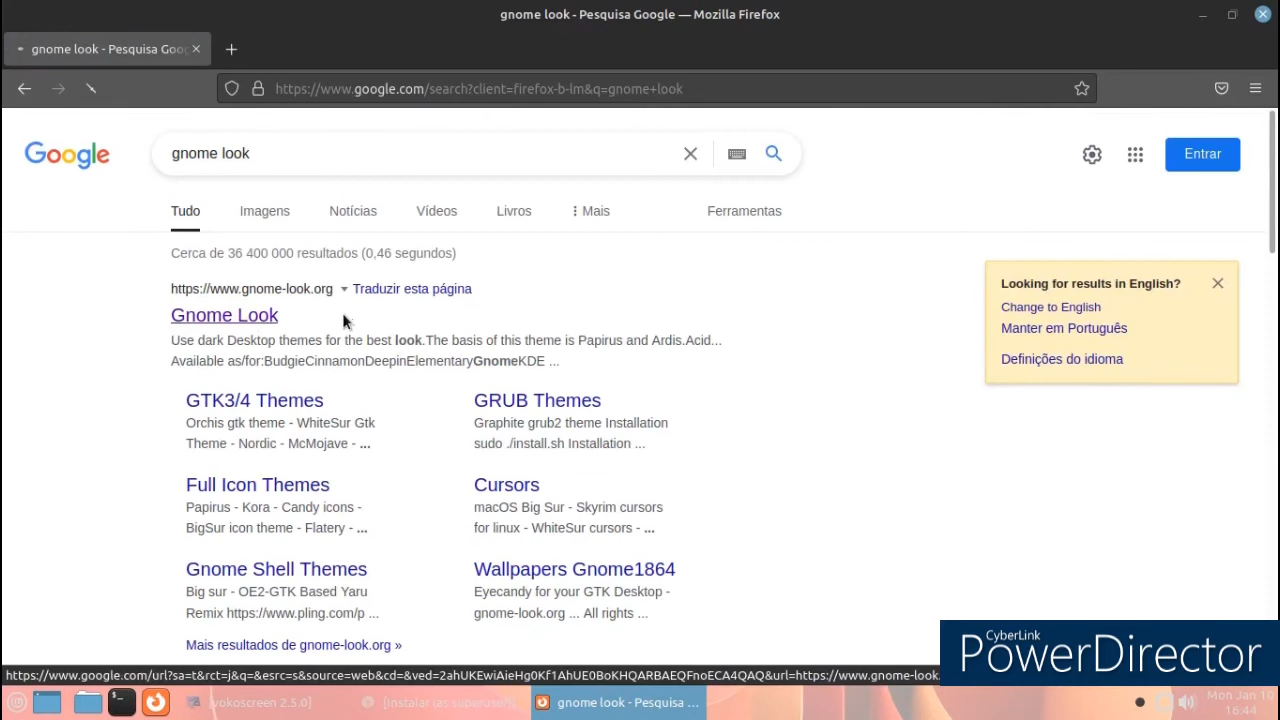 gnome look - Pesquisa Google — Mozilla Firefox
gnome look - Pesquisa Goo
https://www.google.com/search?client=firefox-b-lm&q=gnome+look
Google
gnome look
Entrar
Tudo
Imagens
Notícias
Vídeos
Livros
Mais
Ferramentas
Cerca de 36 400 000 resultados (0,46 segundos)
https://www.gnome-look.org
Traduzir esta página
Gnome Look
Use dark Desktop themes for the best look.The basis of this theme is Papirus and Ardis.Acid...
Available as/for:BudgieCinnamonDeepinElementaryGnomeKDE ...
GTK3/4 Themes
Orchis gtk theme - WhiteSur Gtk
Theme - Nordic - McMojave - ...
GRUB Themes
Graphite grub2 theme Installation
sudo ./install.sh Installation ...
Full Icon Themes
Papirus - Kora - Candy icons -
BigSur icon theme - Flatery - ...
Cursors
macOS Big Sur - Skyrim cursors
for linux - WhiteSur cursors - ...
Gnome Shell Themes
Big sur - OE2-GTK Based Yaru
Remix https://www.pling.com/p ...
Wallpapers Gnome1864
Eyecandy for your GTK Desktop -
gnome-look.org ... All rights ...
Mais resultados de gnome-look.org »
Looking for results in English?
Change to English
Manter em Português
Definições do idioma
CyberLink
PowerDirector
https://www.google.com/url?sa=t&rct=j&q=&esrc=s&source=web&cd=&ved=2ahUKEwiAieHg0Kf1AhUE0BoKHQARBAEQFnoECA4QAQ&url=https://www.gnome-look.
vokoscreen 2.5.0]
[Instalar (as superuse
gnome look - Pesquisa ...
Mon Jan 10
16:44